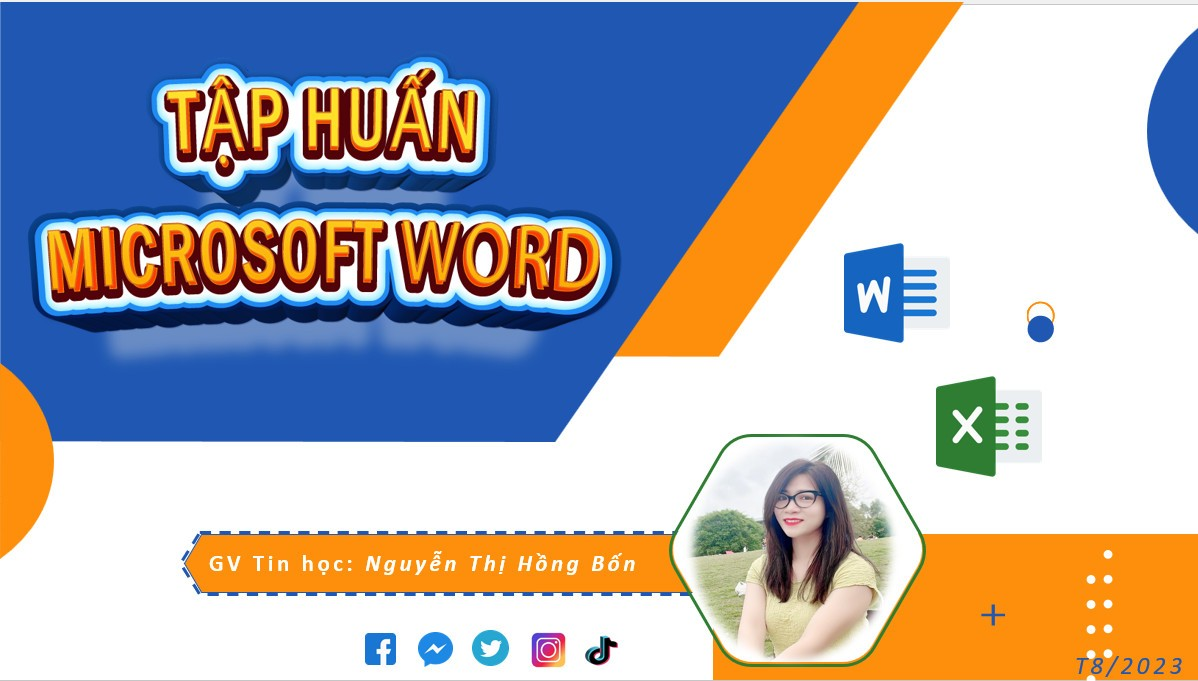 TẬP HUẤN
MICROSOFT WORD
W
X
GV Tin học: Nguyễn Thị Hồng Bốn
T8/2023